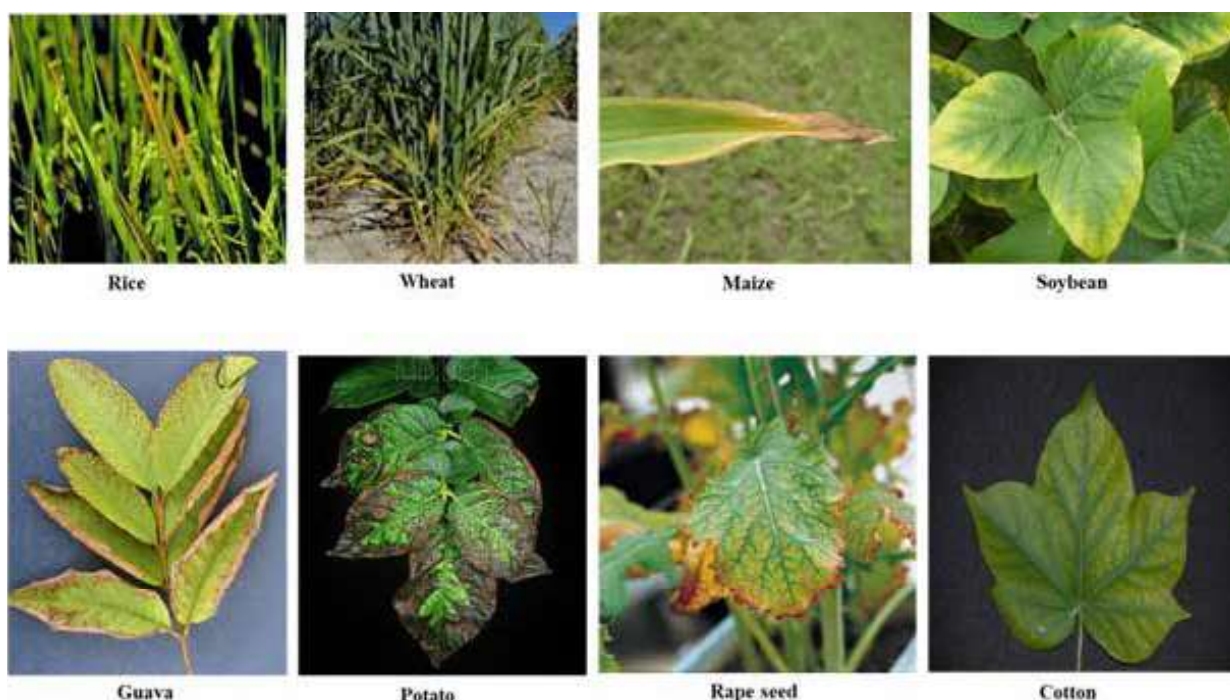 Rice
Wheat
Maize
Soybean
Guava
Potato
Rape seed
Cotton